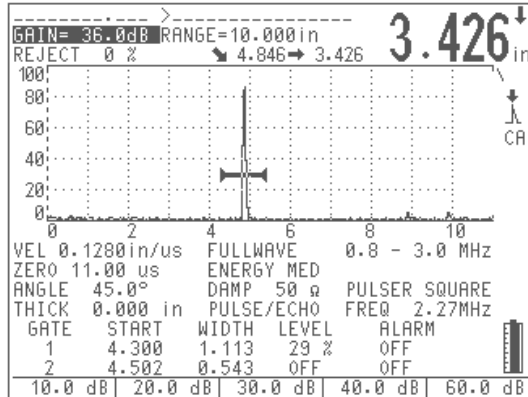 ________.___ >_______________
GAIN= 36.0dB RANGE=10.000in
3.426 in
REJECT 0 % 4.846 3.426
100
80
60
40
20
0
0 2 4 6 8 10
CA
VEL 0.1280in/us FULLWAVE 0.8 - 3.0 MHz
ZERO 11.00 us ENERGY MED
ANGLE 45.0° DAMP 50 Ω PULSER SQUARE
THICK 0.000 in PULSE/ECHO FREQ 2.27MHz
GATE START WIDTH LEVEL ALARM
1 4.300 1.113 29 % OFF
2 4.502 0.543 OFF OFF
10.0 dB 20.0 dB 30.0 dB 40.0 dB 60.0 dB